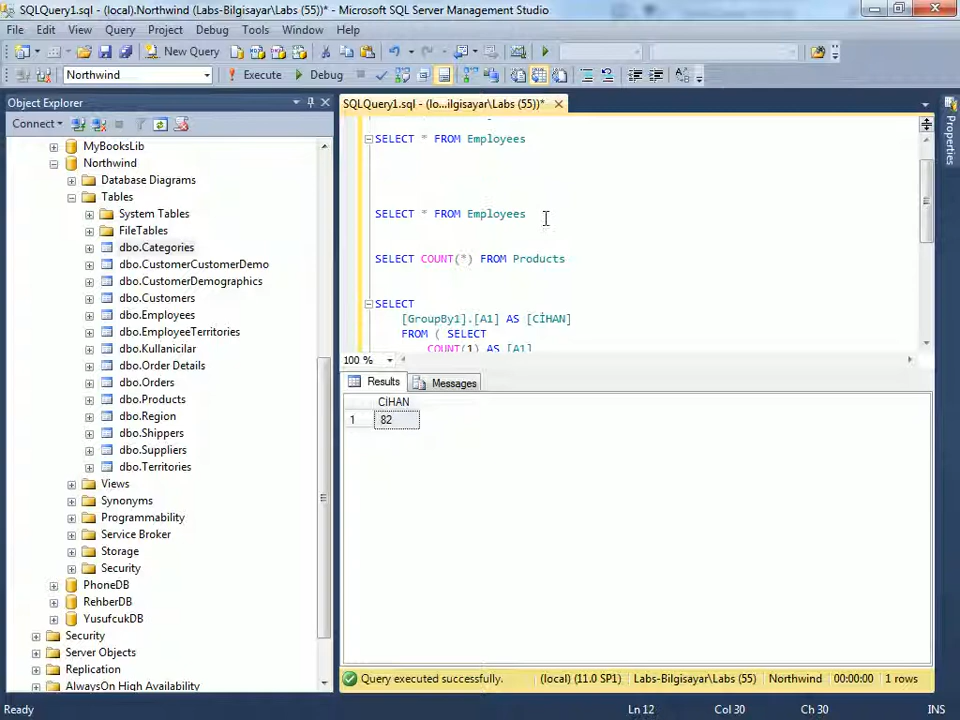 SQLQuery1.sql - (local).Northwind (Labs-Bilgisayar\Labs (55))* - Microsoft SQL Server Management Studio
File Edit View Query Project Debug Tools Window Help
New Query
Northwind Execute Debug
Object Explorer
Connect
MyBooksLib
Northwind
Database Diagrams
Tables
System Tables
FileTables
dbo.Categories
dbo.CustomerCustomerDemo
dbo.CustomerDemographics
dbo.Customers
dbo.Employees
dbo.EmployeeTerritories
dbo.Kullanicilar
dbo.Order Details
dbo.Orders
dbo.Products
dbo.Region
dbo.Shippers
dbo.Suppliers
dbo.Territories
Views
Synonyms
Programmability
Service Broker
Storage
Security
PhoneDB
RehberDB
YusufcukDB
Security
Server Objects
Replication
AlwaysOn High Availability
SQLQuery1.sql - (lo...ilgisayar\Labs (55))*
SELECT * FROM Employees
SELECT * FROM Employees
SELECT COUNT(*) FROM Products
SELECT
[GroupBy1].[A1] AS [CİHAN]
FROM ( SELECT
COUNT(1) AS [A1]
100 %
Results Messages
CİHAN
1 82
Query executed successfully. (local) (11.0 SP1) Labs-Bilgisayar\Labs (55) Northwind 00:00:00 1 rows
Properties
Ready Ln 12 Col 30 Ch 30 INS